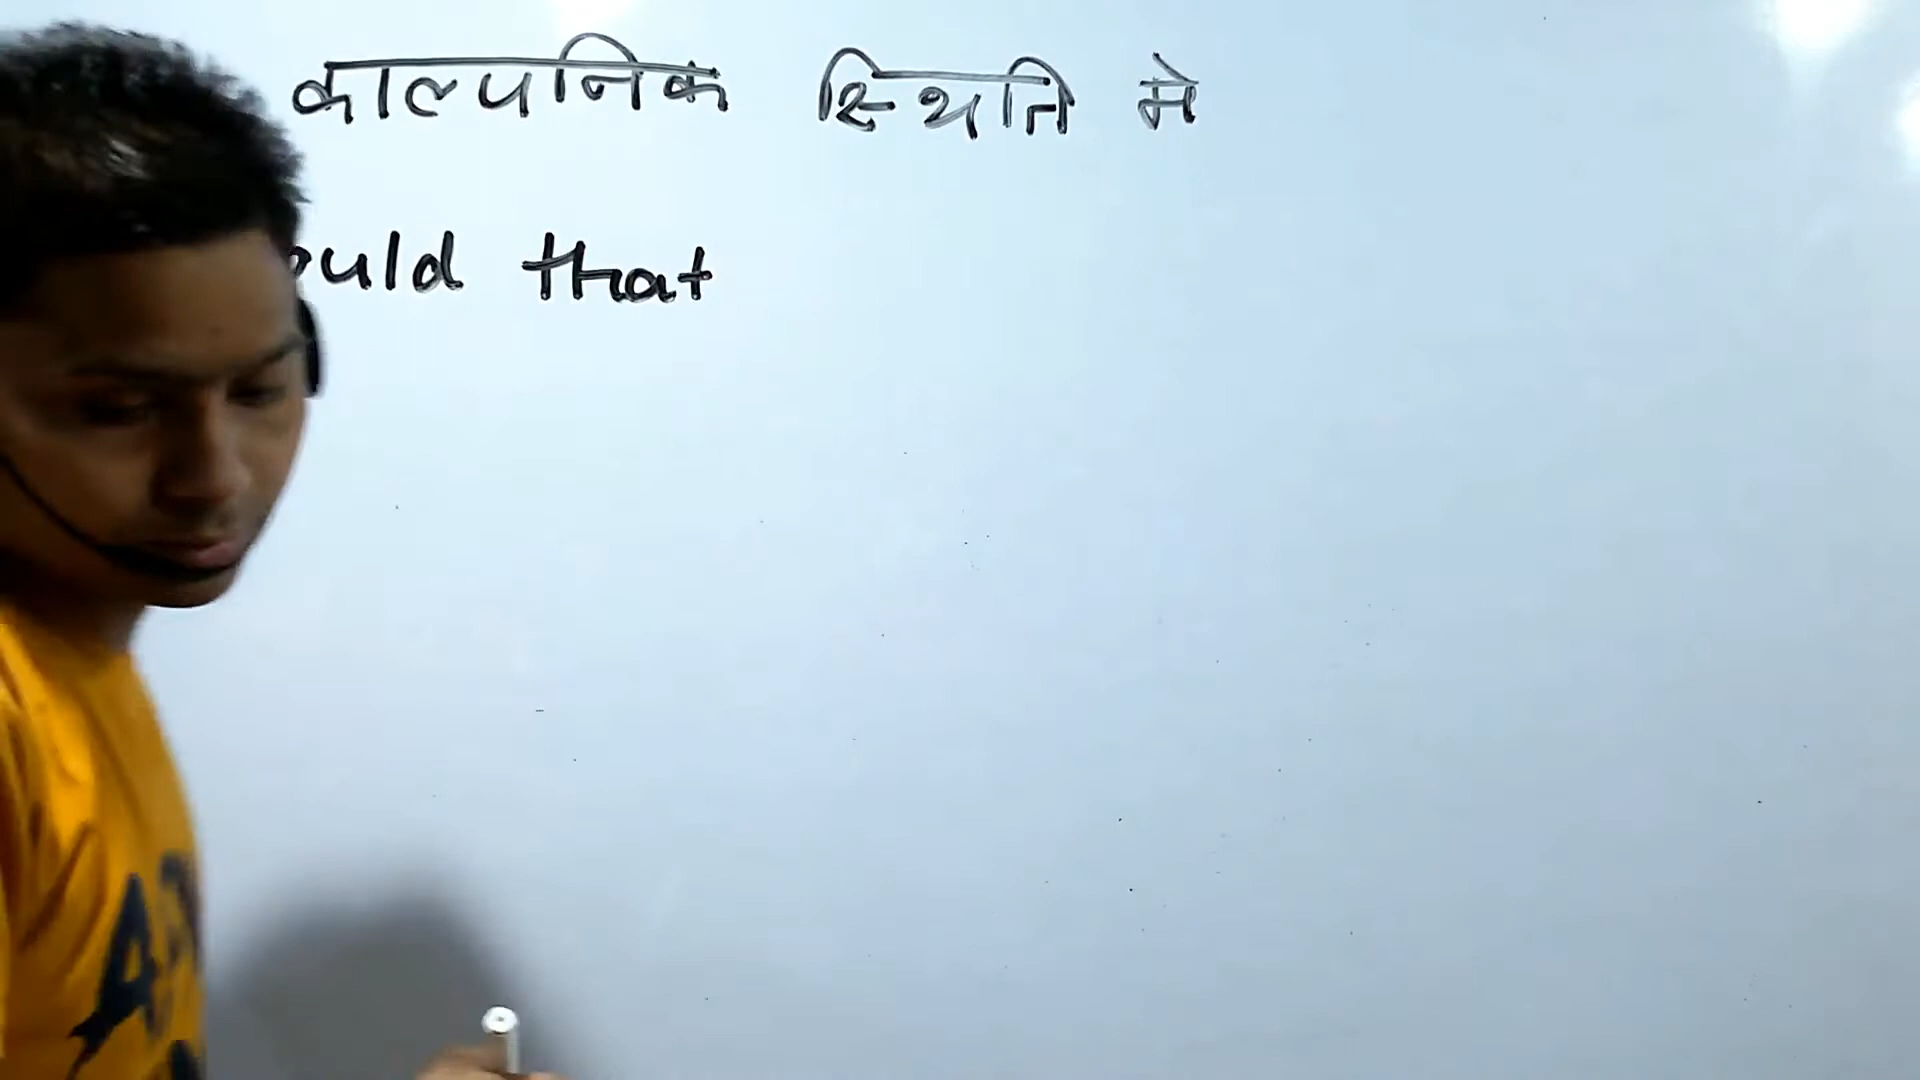 काल्पनिक स्थिति मे
ould that